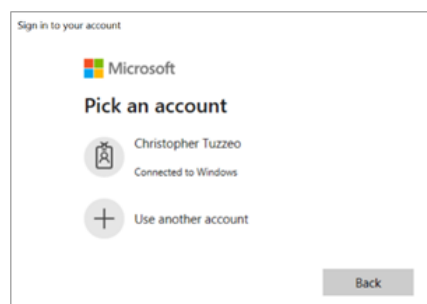 Sign in to your account
Microsoft
Pick an account
Christopher Tuzzeo
Connected to Windows
Use another account
Back